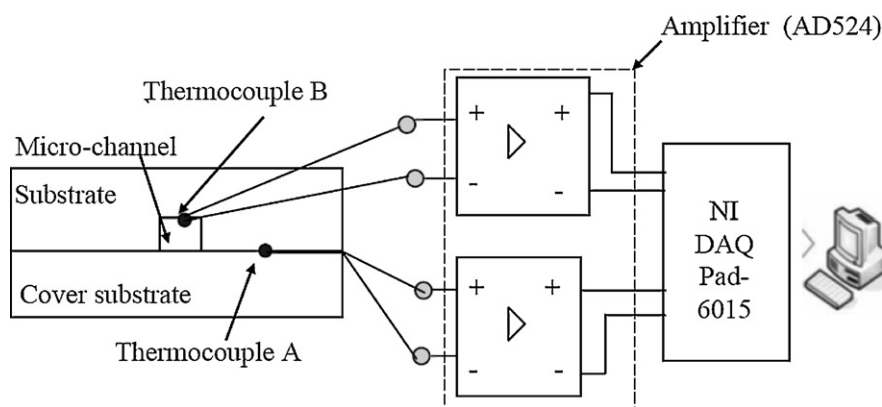 Amplifier (AD524)
Thermocouple B
Micro-channel
Substrate
Cover substrate
Thermocouple A
+ +
- -
+ +
- -
NI
DAQ
Pad-
6015